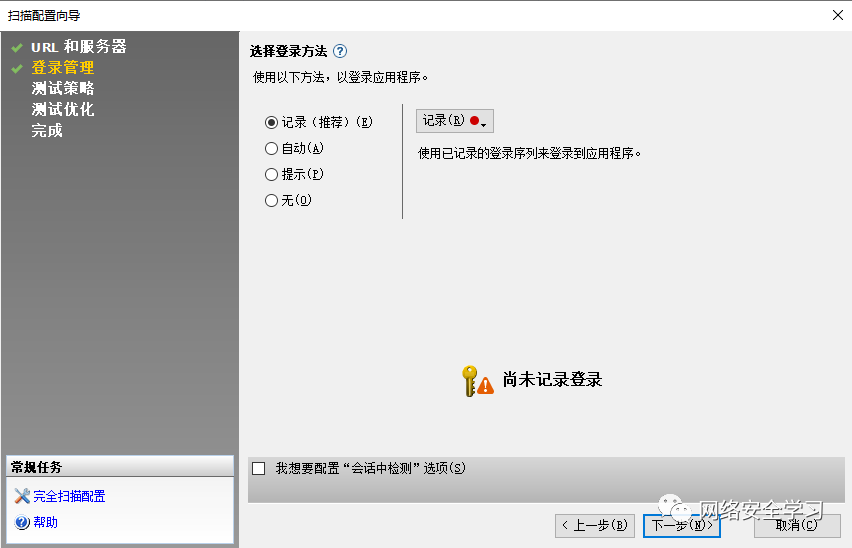 扫描配置向导
URL 和服务器
登录管理
测试策略
测试优化
完成
选择登录方法 ?
使用以下方法，以登录应用程序。
记录（推荐）(E)
自动(A)
提示(P)
无(O)
记录(R)
使用已记录的登录序列来登录到应用程序。
尚未记录登录
常规任务
完全扫描配置
? 帮助
我想要配置“会话中检测”选项(S)
< 上一步(B)
下一步(N)>
取消(C)
网络安全学习